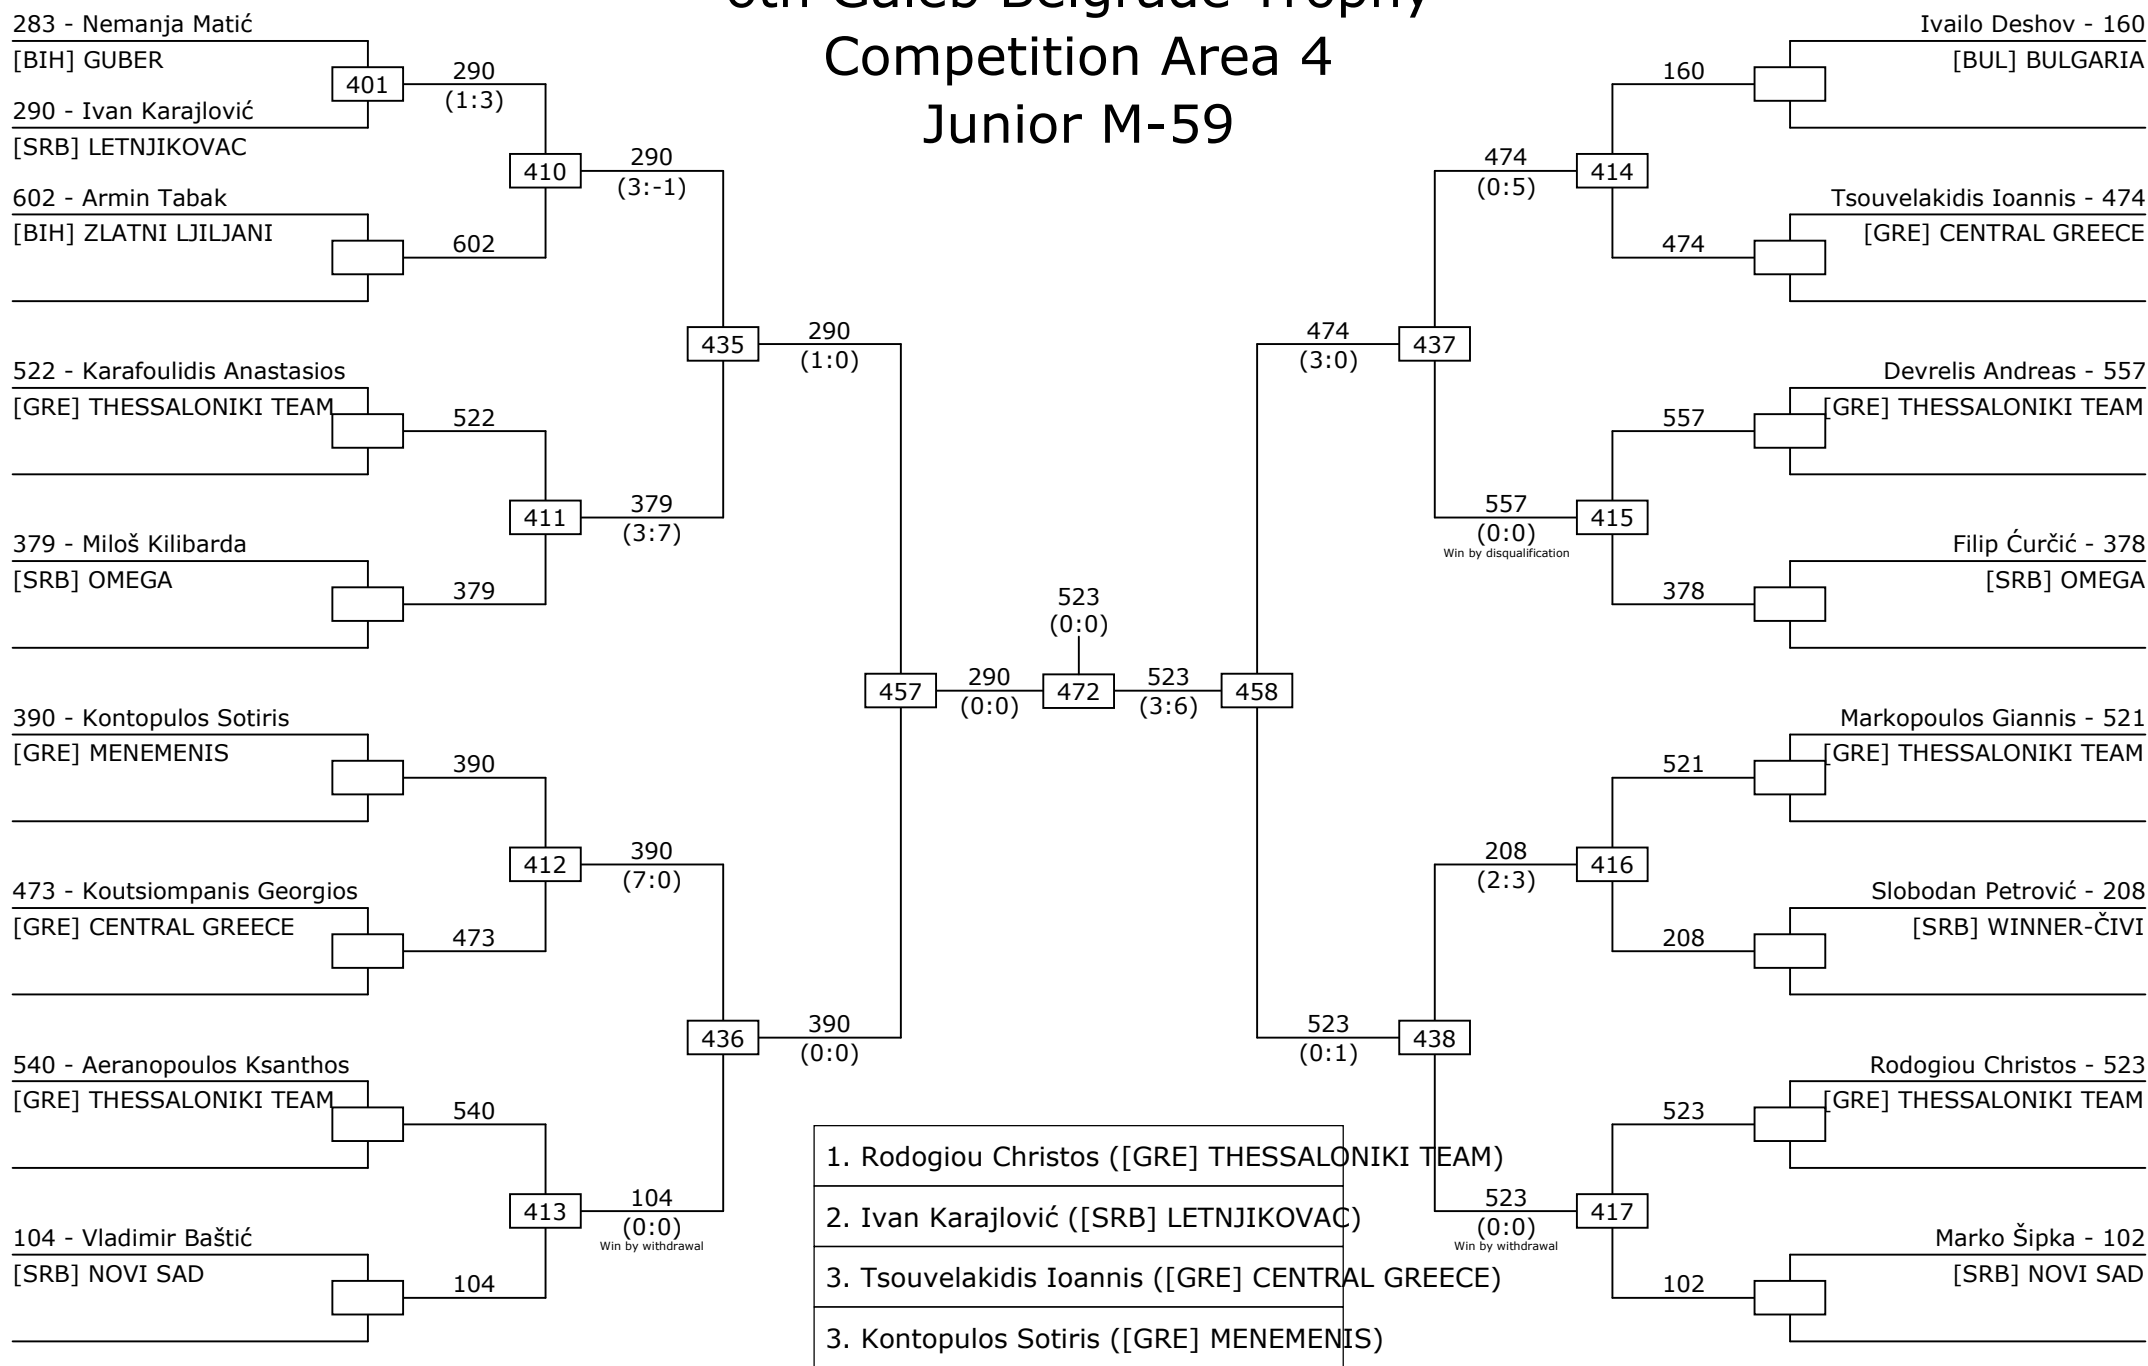 6th Galeb Belgrade Trophy
Competition Area 4
Junior M-59
283 - Nemanja Matić
[BIH] GUBER
401
290
(1:3)
290 - Ivan Karajlović
[SRB] LETNJIKOVAC
410
290
(3:-1)
602 - Armin Tabak
[BIH] ZLATNI LJILJANI
602
435
290
(1:0)
522 - Karafoulidis Anastasios
[GRE] THESSALONIKI TEAM
522
411
379
(3:7)
379 - Miloš Kilibarda
[SRB] OMEGA
379
457
290
(0:0)
390 - Kontopulos Sotiris
[GRE] MENEMENIS
390
412
390
(7:0)
473 - Koutsiompanis Georgios
[GRE] CENTRAL GREECE
473
436
390
(0:0)
540 - Aeranopoulos Ksanthos
[GRE] THESSALONIKI TEAM
540
413
104
(0:0)
Win by withdrawal
104 - Vladimir Baštić
[SRB] NOVI SAD
104
523
(0:0)
472
Ivailo Deshov - 160
[BUL] BULGARIA
160
474
(0:5)
414
Tsouvelakidis Ioannis - 474
[GRE] CENTRAL GREECE
474
474
(3:0)
437
Devrelis Andreas - 557
[GRE] THESSALONIKI TEAM
557
557
(0:0)
Win by disqualification
415
Filip Ćurčić - 378
[SRB] OMEGA
378
523
(3:6)
458
Markopoulos Giannis - 521
[GRE] THESSALONIKI TEAM
521
208
(2:3)
416
Slobodan Petrović - 208
[SRB] WINNER-ČIVI
208
523
(0:1)
438
Rodogiou Christos - 523
[GRE] THESSALONIKI TEAM
523
523
(0:0)
Win by withdrawal
417
Marko Šipka - 102
[SRB] NOVI SAD
102
1. Rodogiou Christos ([GRE] THESSALONIKI TEAM)
2. Ivan Karajlović ([SRB] LETNJIKOVAC)
3. Tsouvelakidis Ioannis ([GRE] CENTRAL GREECE)
3. Kontopulos Sotiris ([GRE] MENEMENIS)